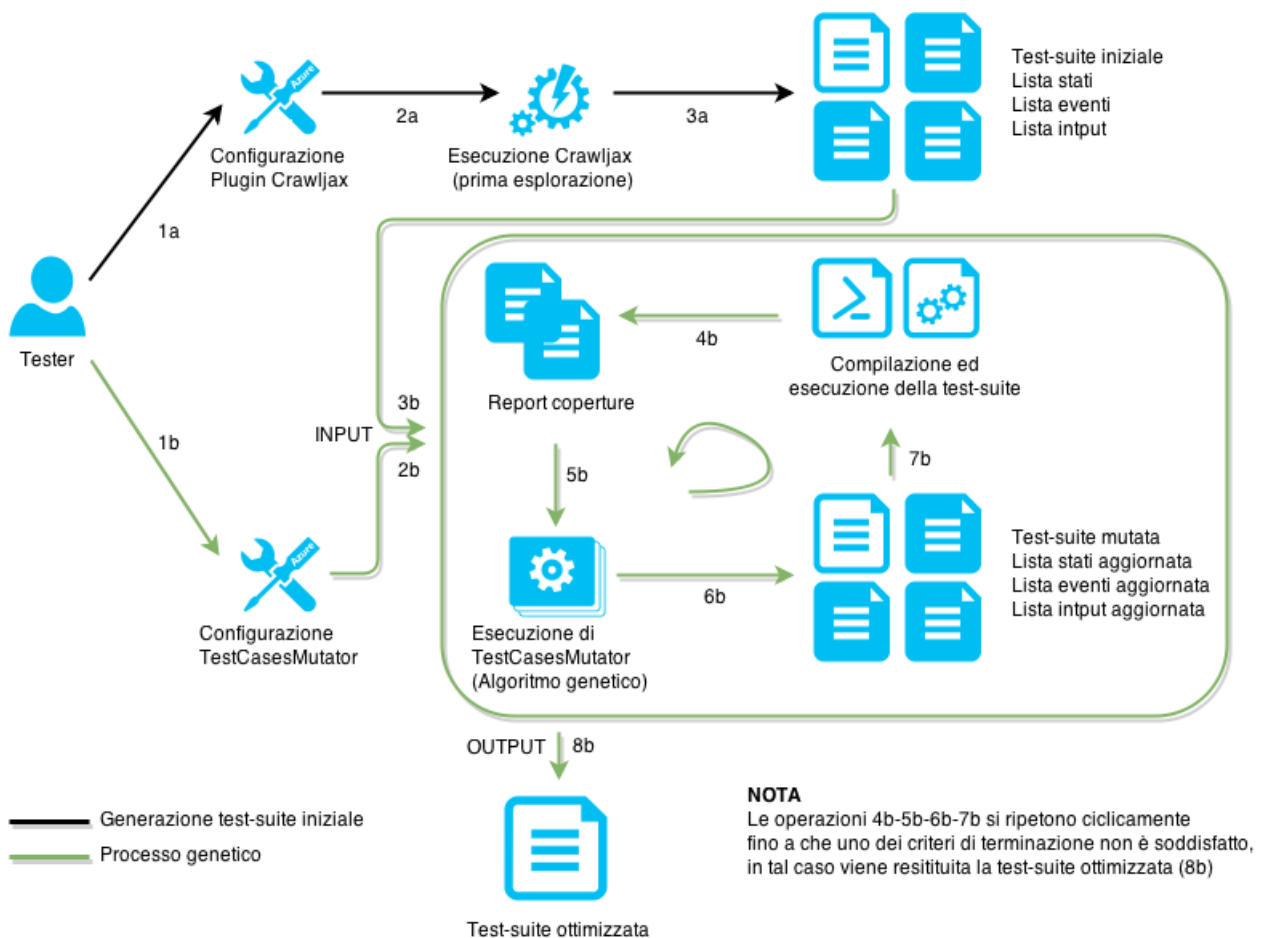 Azure
2a
3a
Test-suite iniziale
Lista stati
Lista eventi
Lista intput
Configurazione
Plugin Crawljax
Esecuzione Crawljax
(prima esplorazione)
1a
Tester
4b
Compilazione ed
esecuzione della test-suite
Report coperture
3b
INPUT
2b
1b
5b
7b
Azure
Test-suite mutata
Lista stati aggiornata
Lista eventi aggiornata
Lista intput aggiornata
6b
Configurazione
TestCasesMutator
Esecuzione di
TestCasesMutator
(Algoritmo genetico)
OUTPUT
8b
Generazione test-suite iniziale
Processo genetico
NOTA
Le operazioni 4b-5b-6b-7b si ripetono ciclicamente
fino a che uno dei criteri di terminazione non è soddisfatto,
in tal caso viene resitituita la test-suite ottimizzata (8b)
Test-suite ottimizzata